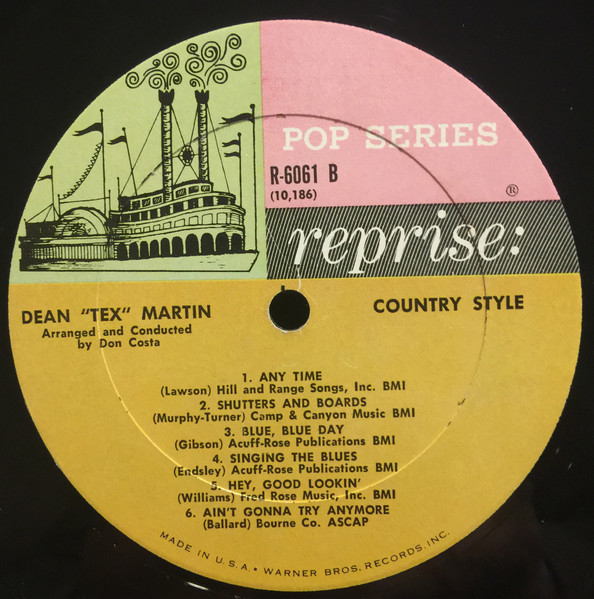 POP SERIES
R-6061 B
(10,186)
®
reprise:
DEAN "TEX" MARTIN
Arranged and Conducted
by Don Costa
COUNTRY STYLE
1. ANY TIME
(Lawson) Hill and Range Songs, Inc. BMI
2. SHUTTERS AND BOARDS
(Murphy-Turner) Camp & Canyon Music BMI
3. BLUE, BLUE DAY
(Gibson) Acuff-Rose Publications BMI
4. SINGING THE BLUES
(Endsley) Acuff-Rose Publications BMI
5. HEY, GOOD LOOKIN'
(Williams) Fred Rose Music, Inc. BMI
6. AIN'T GONNA TRY ANYMORE
(Ballard) Bourne Co. ASCAP
MADE IN U.S.A. • WARNER BROS. RECORDS, INC.